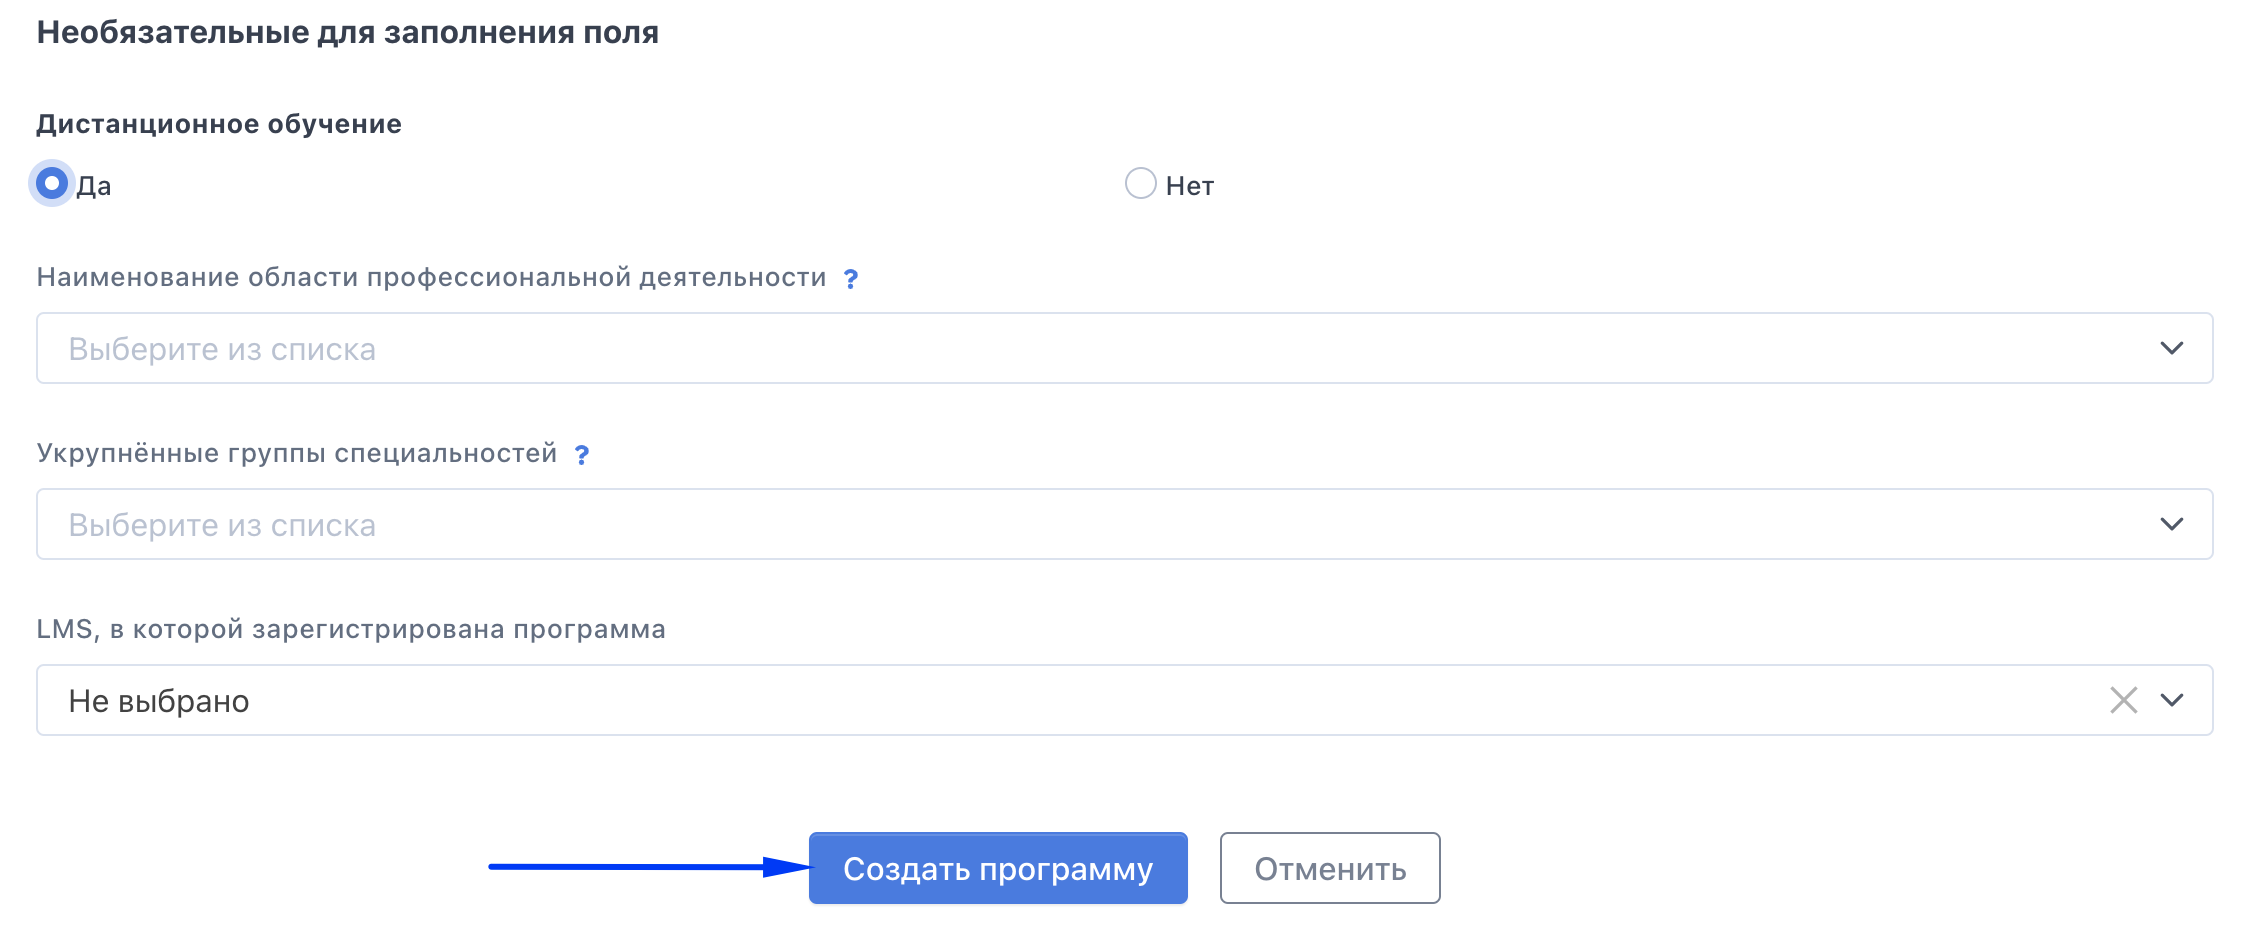 Необязательные для заполнения поля
Дистанционное обучение
Да
Нет
Наименование области профессиональной деятельности ?
Выберите из списка
Укрупнённые группы специальностей ?
Выберите из списка
LMS, в которой зарегистрирована программа
Не выбрано
Создать программу
Отменить